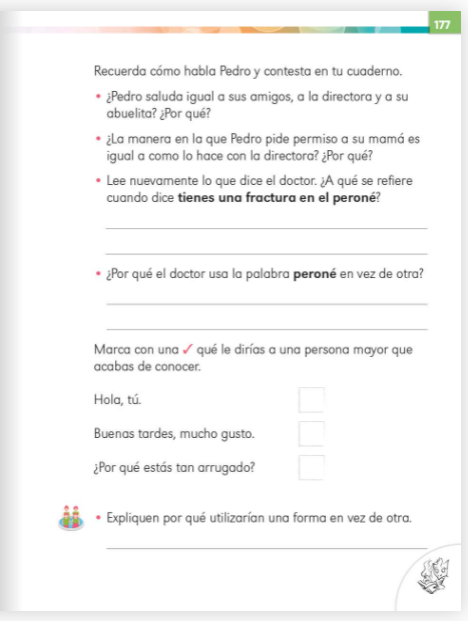 177
Recuerda cómo habla Pedro y contesta en tu cuaderno.
• ¿Pedro saluda igual a sus amigos, a la directora y a su
abuelita? ¿Por qué?
• ¿La manera en la que Pedro pide permiso a su mamá es
igual a como lo hace con la directora? ¿Por qué?
• Lee nuevamente lo que dice el doctor. ¿A qué se refiere
cuando dice tienes una fractura en el peroné?
• ¿Por qué el doctor usa la palabra peroné en vez de otra?
Marca con una ✓ qué le dirías a una persona mayor que
acabas de conocer.
Hola, tú.
Buenas tardes, mucho gusto.
¿Por qué estás tan arrugado?
• Expliquen por qué utilizarían una forma en vez de otra.